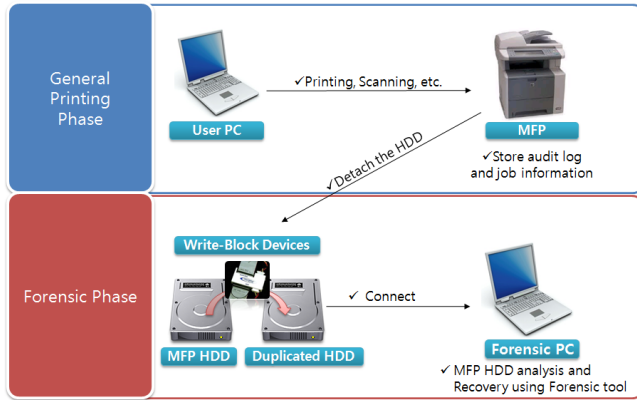 General
Printing
Phase
✓Printing, Scanning, etc.
User PC
MFP
✓Store audit log
and job information
✓Detach the HDD
Forensic Phase
Write-Block Devices
✓ Connect
MFP HDD
Duplicated HDD
Forensic PC
✓ MFP HDD analysis and
Recovery using Forensic tool